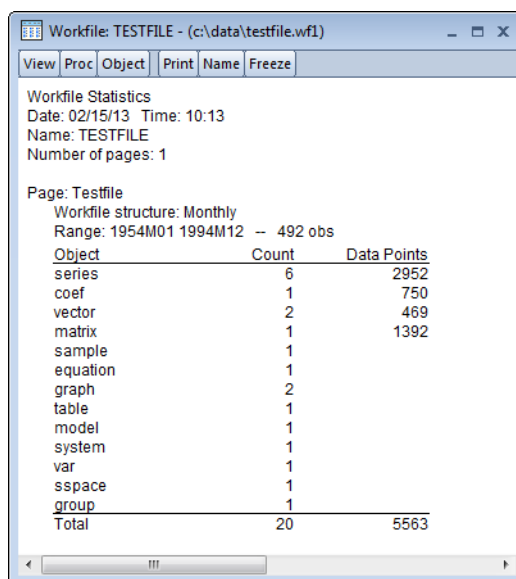 Workfile: TESTFILE - (c:\data\testfile.wf1)
View Proc Object Print Name Freeze
Workfile Statistics
Date: 02/15/13 Time: 10:13
Name: TESTFILE
Number of pages: 1
Page: Testfile
Workfile structure: Monthly
Range: 1954M01 1994M12 -- 492 obs
Object Count Data Points
series 6 2952
coef 1 750
vector 2 469
matrix 1 1392
sample 1
equation 1
graph 2
table 1
model 1
system 1
var 1
sspace 1
group 1
Total 20 5563